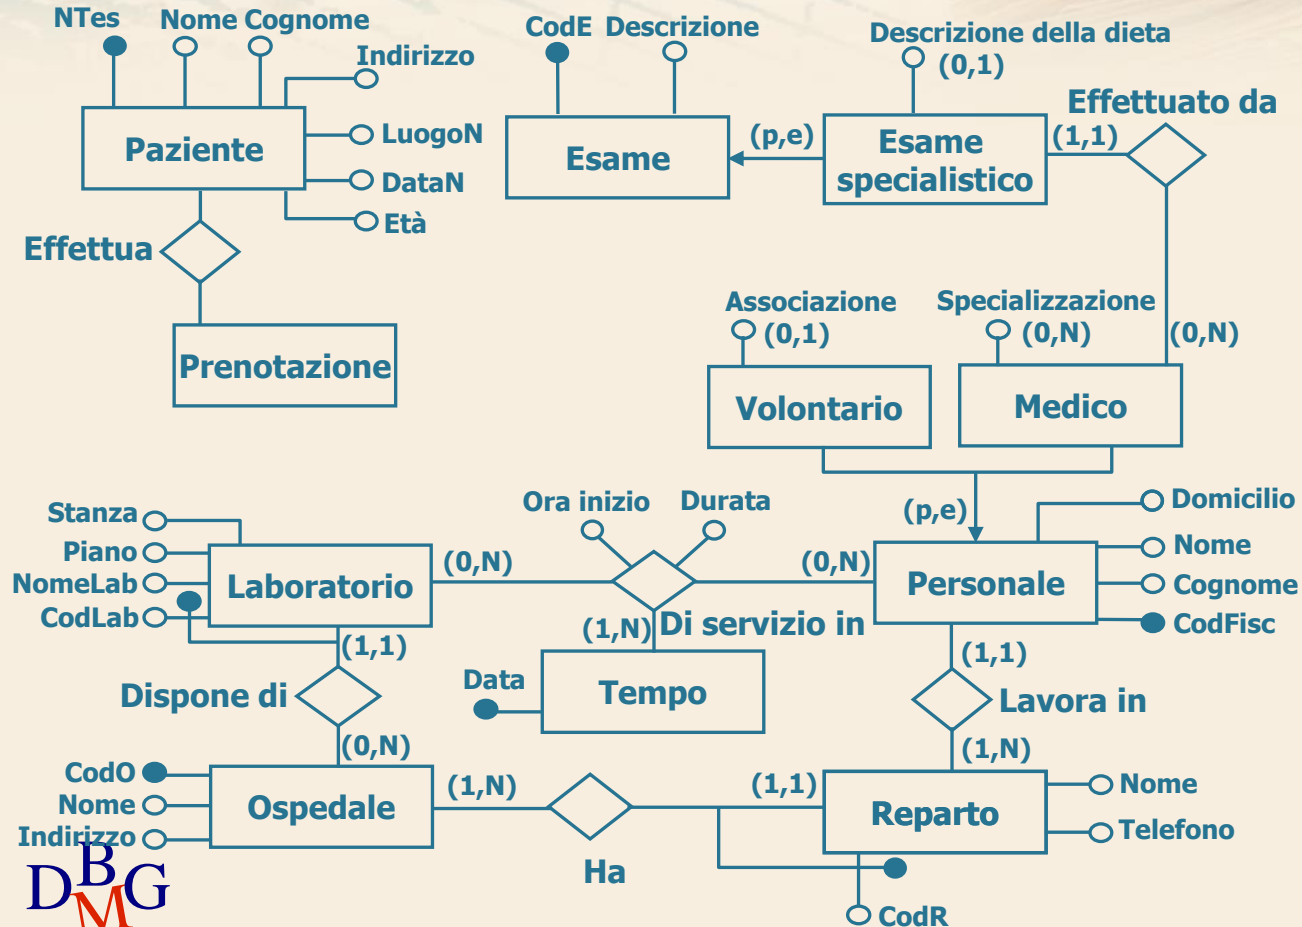 NTes
Nome Cognome
Indirizzo
Paziente
LuogoN
DataN
Età
Effettua
Prenotazione
CodE Descrizione
Descrizione della dieta
(0,1)
Effettuato da
Esame
(p,e)
Esame
specialistico
(1,1)
Associazione
(0,1)
Specializzazione
(0,N)
(0,N)
Volontario
Medico
Stanza
Piano
NomeLab
CodLab
Laboratorio
(0,N)
Ora inizio
Durata
(0,N)
(p,e)
Personale
Domicilio
Nome
Cognome
CodFisc
(1,1)
Dispone di
(0,N)
(1,N)
Di servizio in
Data
Tempo
(1,1)
Lavora in
(1,N)
CodO
Nome
Indirizzo
Ospedale
(1,N)
Ha
(1,1)
Reparto
Nome
Telefono
CodR
DBMG